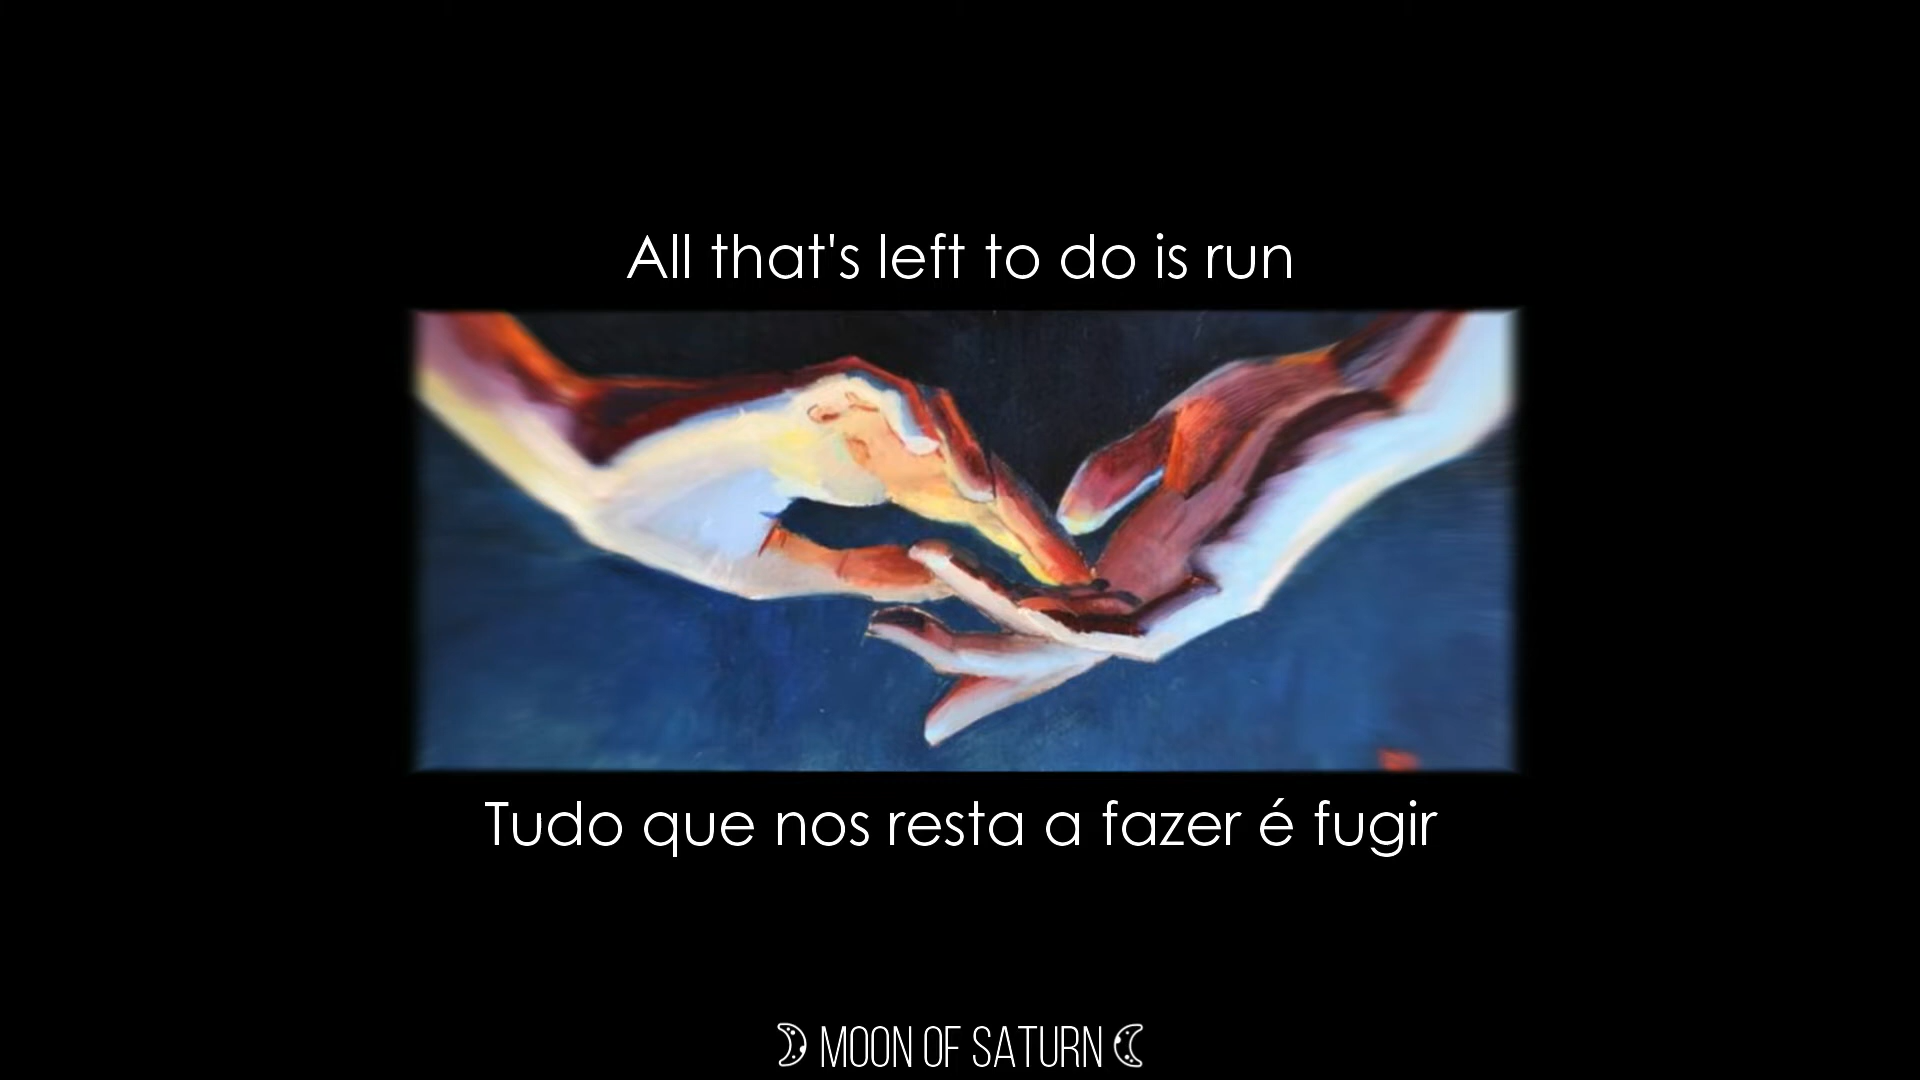 All that's left to do is run
Tudo que nos resta a fazer é fugir
MOON OF SATURN